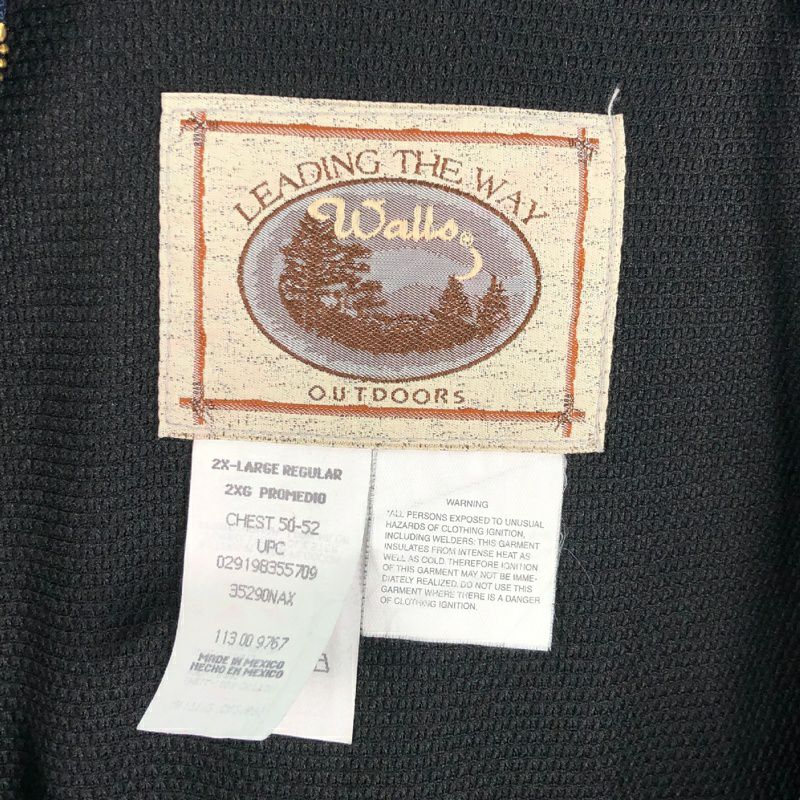 LEADING THE WAY
Walls®
OUTDOORS
2X-LARGE REGULAR
2XG PROMEDIO
CHEST 50-52
UPC
029198355709
35290NAX
113 00 9767
MADE IN MEXICO
HECHO EN MEXICO
WARNING
"ALL PERSONS EXPOSED TO UNUSUAL
HAZARDS OF CLOTHING IGNITION,
INCLUDING WELDERS: THIS GARMENT
INSULATES FROM INTENSE HEAT AS
WELL AS COLD. THEREFORE IGNITION
OF THIS GARMENT MAY NOT BE IMME-
DIATELY REALIZED. DO NOT USE THIS
GARMENT WHERE THERE IS A DANGER
OF CLOTHING IGNITION.